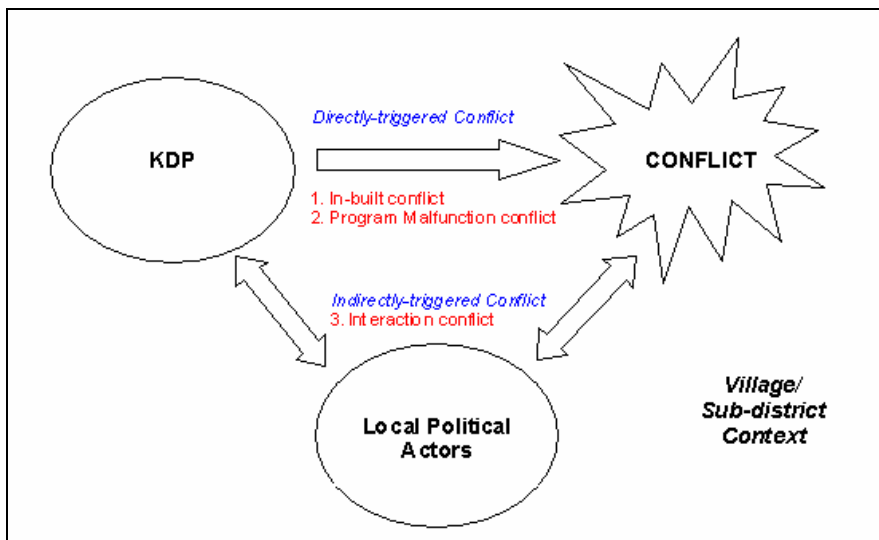 Directly-triggered Conflict
KDP
CONFLICT
1. In-built conflict
2. Program Malfunction conflict
Indirectly-triggered Conflict
3. Interaction conflict
Village/
Sub-district
Context
Local Political
Actors